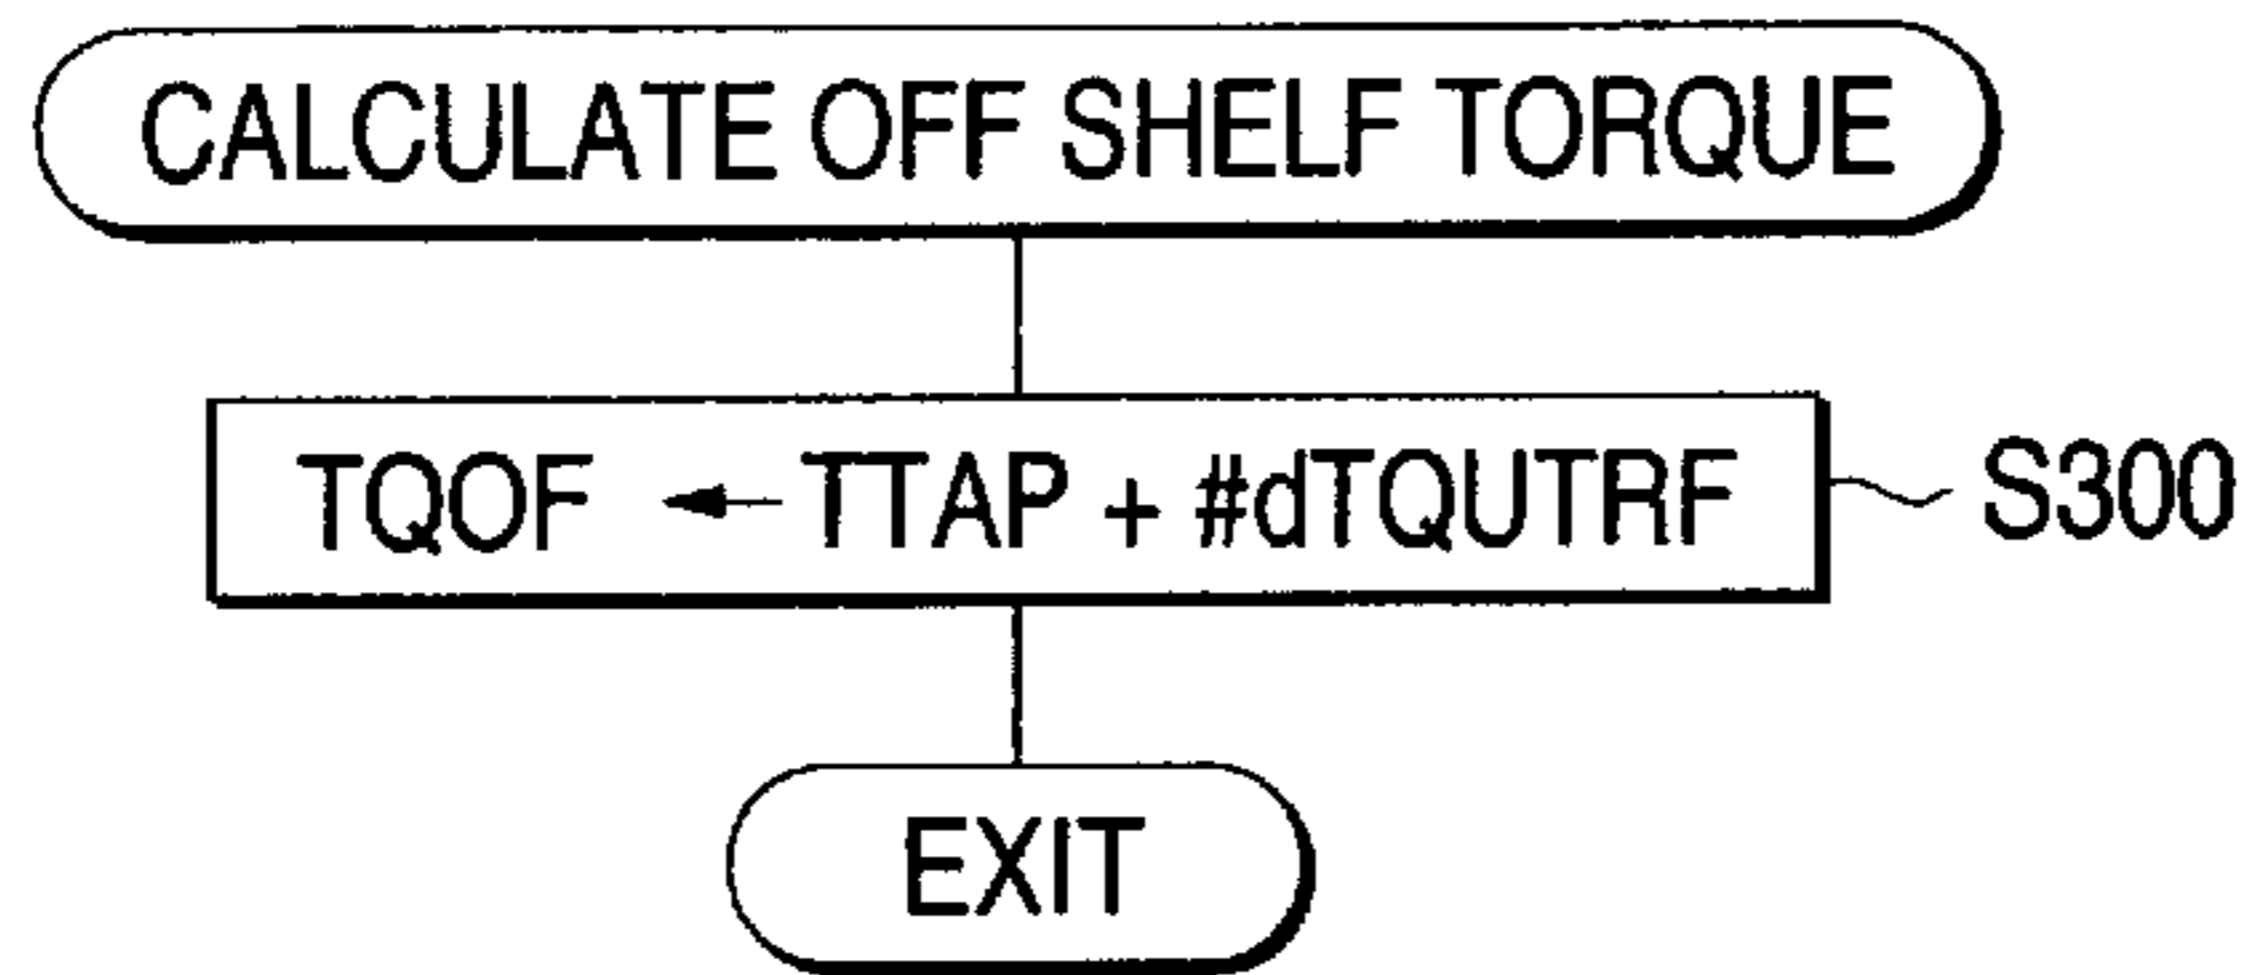 CALCULATE OFF SHELF TORQUE
TQOF ← TTAP + #dTQUTRF
S300
EXIT